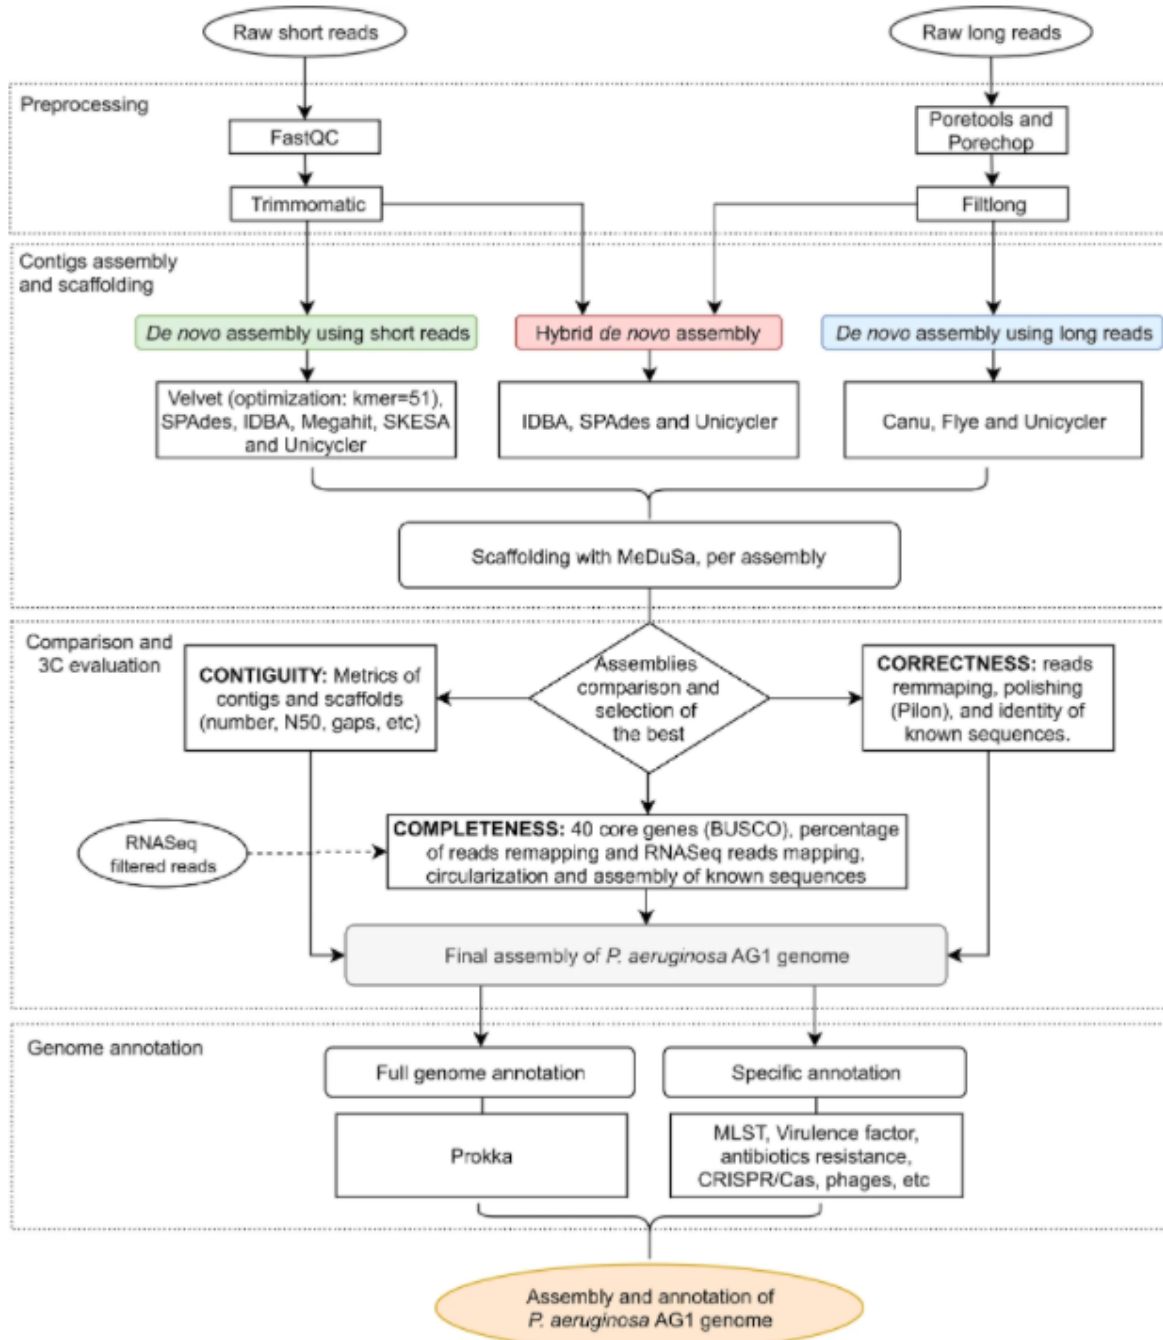 Raw short reads
Raw long reads
Preprocessing
FastQC
Poretools and
Porechop
Trimmomatic
Filtlong
Contigs assembly
and scaffolding
De novo assembly using short reads
Hybrid de novo assembly
De novo assembly using long reads
Velvet (optimization: kmer=51),
SPAdes, IDBA, Megahit, SKESA
and Unicycler
IDBA, SPAdes and Unicycler
Canu, Flye and Unicycler
Scaffolding with MeDuSa, per assembly
Comparison and
3C evaluation
CONTIGUITY: Metrics of
contigs and scaffolds
(number, N50, gaps, etc)
Assemblies
comparison and
selection of
the best
CORRECTNESS: reads
remmaping, polishing
(Pilon), and identity of
known sequences.
RNASeq
filtered reads
COMPLETENESS: 40 core genes (BUSCO), percentage
of reads remapping and RNASeq reads mapping,
circularization and assembly of known sequences
Final assembly of P. aeruginosa AG1 genome
Genome annotation
Full genome annotation
Specific annotation
Prokka
MLST, Virulence factor,
antibiotics resistance,
CRISPR/Cas, phages, etc
Assembly and annotation of
P. aeruginosa AG1 genome